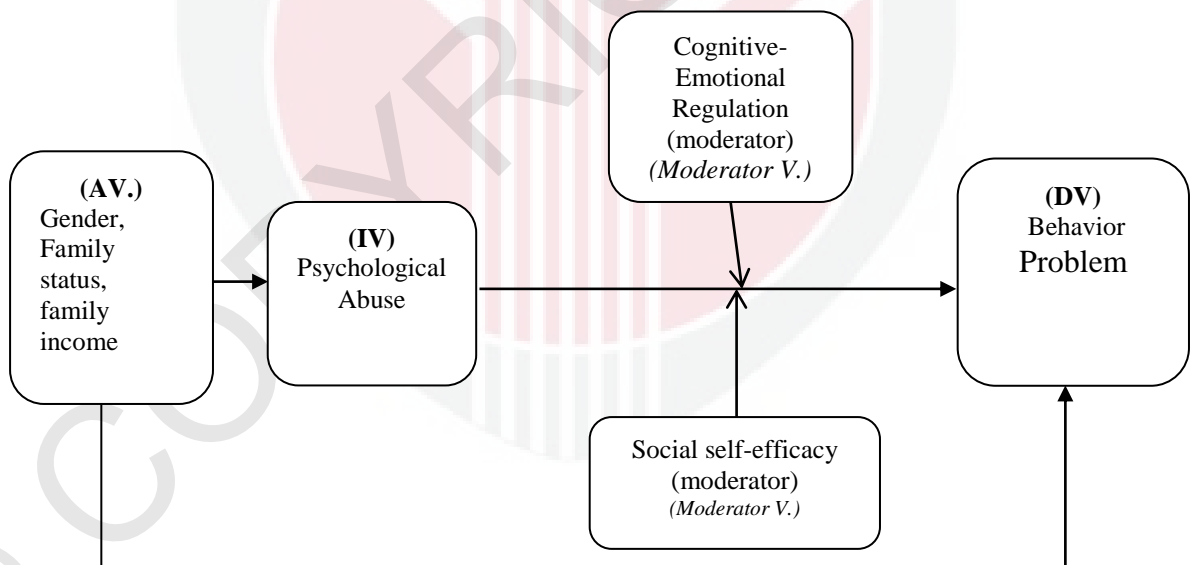 Cognitive-
Emotional
Regulation
(moderator)
(Moderator V.)
(AV.)
Gender,
Family
status,
family
income
(IV)
Psychological
Abuse
(DV)
Behavior
Problem
Social self-efficacy
(moderator)
(Moderator V.)
COPYRIG